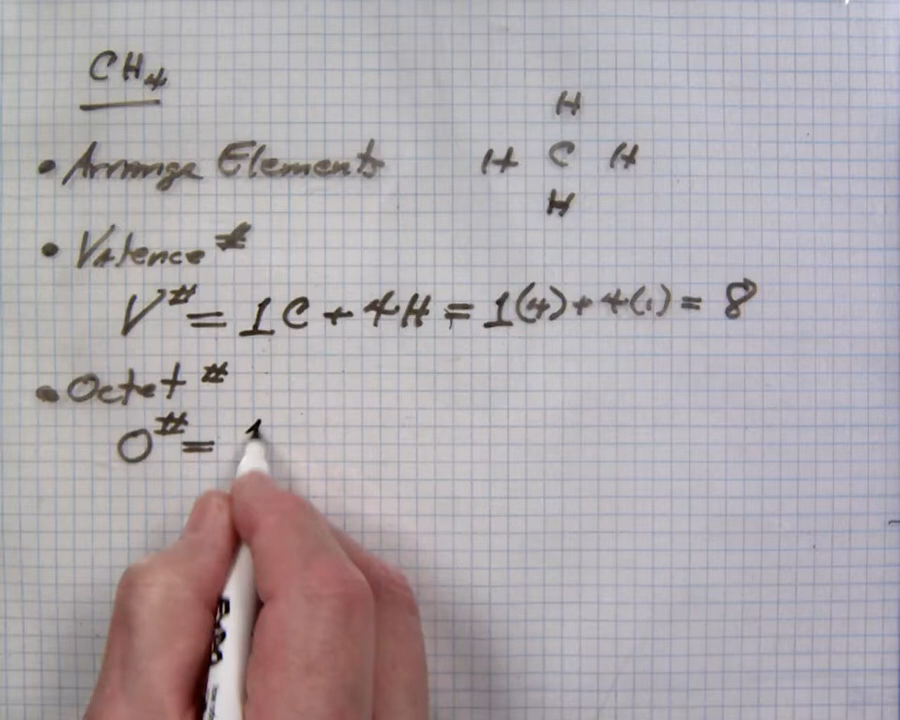 CH₄
H
• Arrange Elements H C H
H
• Valence #
V# = 1C + 4H = 1(4) + 4(1) = 8
• Octet #
O# = 1